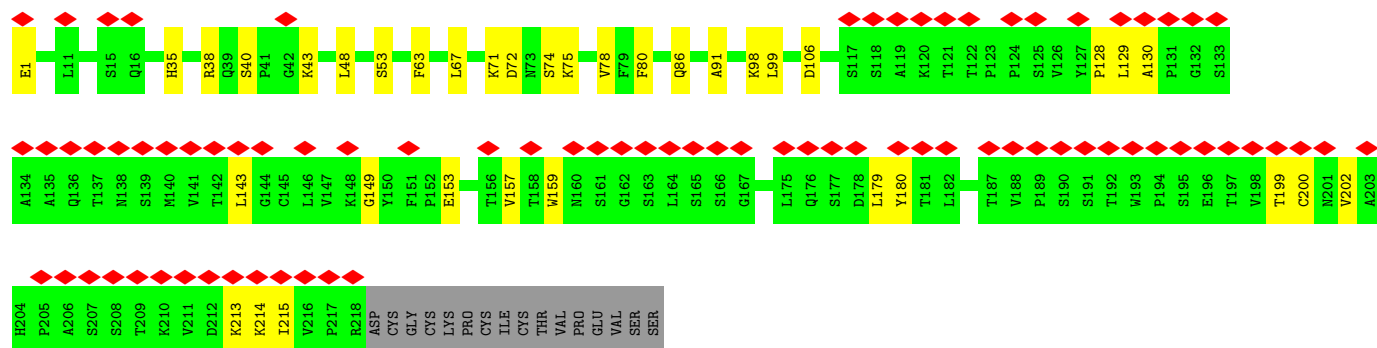 E1 L11 S15 Q16 H35 R38 Q39 S40 P41 G42 K43 L48 S53 F63 L67 K71 D72 N73 S74 K75 V78 F79 F80 Q86 A91 K98 L99 D106 S117 S118 A119 K120 T121 T122 P123 P124 S125 V126 Y127 P128 L129 A130 P131 G132 S133
A134 A135 Q136 T137 N138 S139 M140 V141 T142 L143 G144 C145 L146 V147 K148 G149 Y150 F151 P152 E153 T156 V157 T158 W159 N160 S161 G162 S163 L164 S165 S166 G167 L175 Q176 S177 D178 L179 Y180 T181 L182 T187 V188 P189 S190 S191 T192 W193 P194 S195 E196 T197 V198 T199 C200 N201 V202 A203
H204 P205 A206 S207 S208 T209 K210 V211 D212 K213 K214 I215 V216 P217 R218 ASP CYS GLY CYS LYS PRO CYS ILE CYS THR VAL PRO GLU VAL SER SER